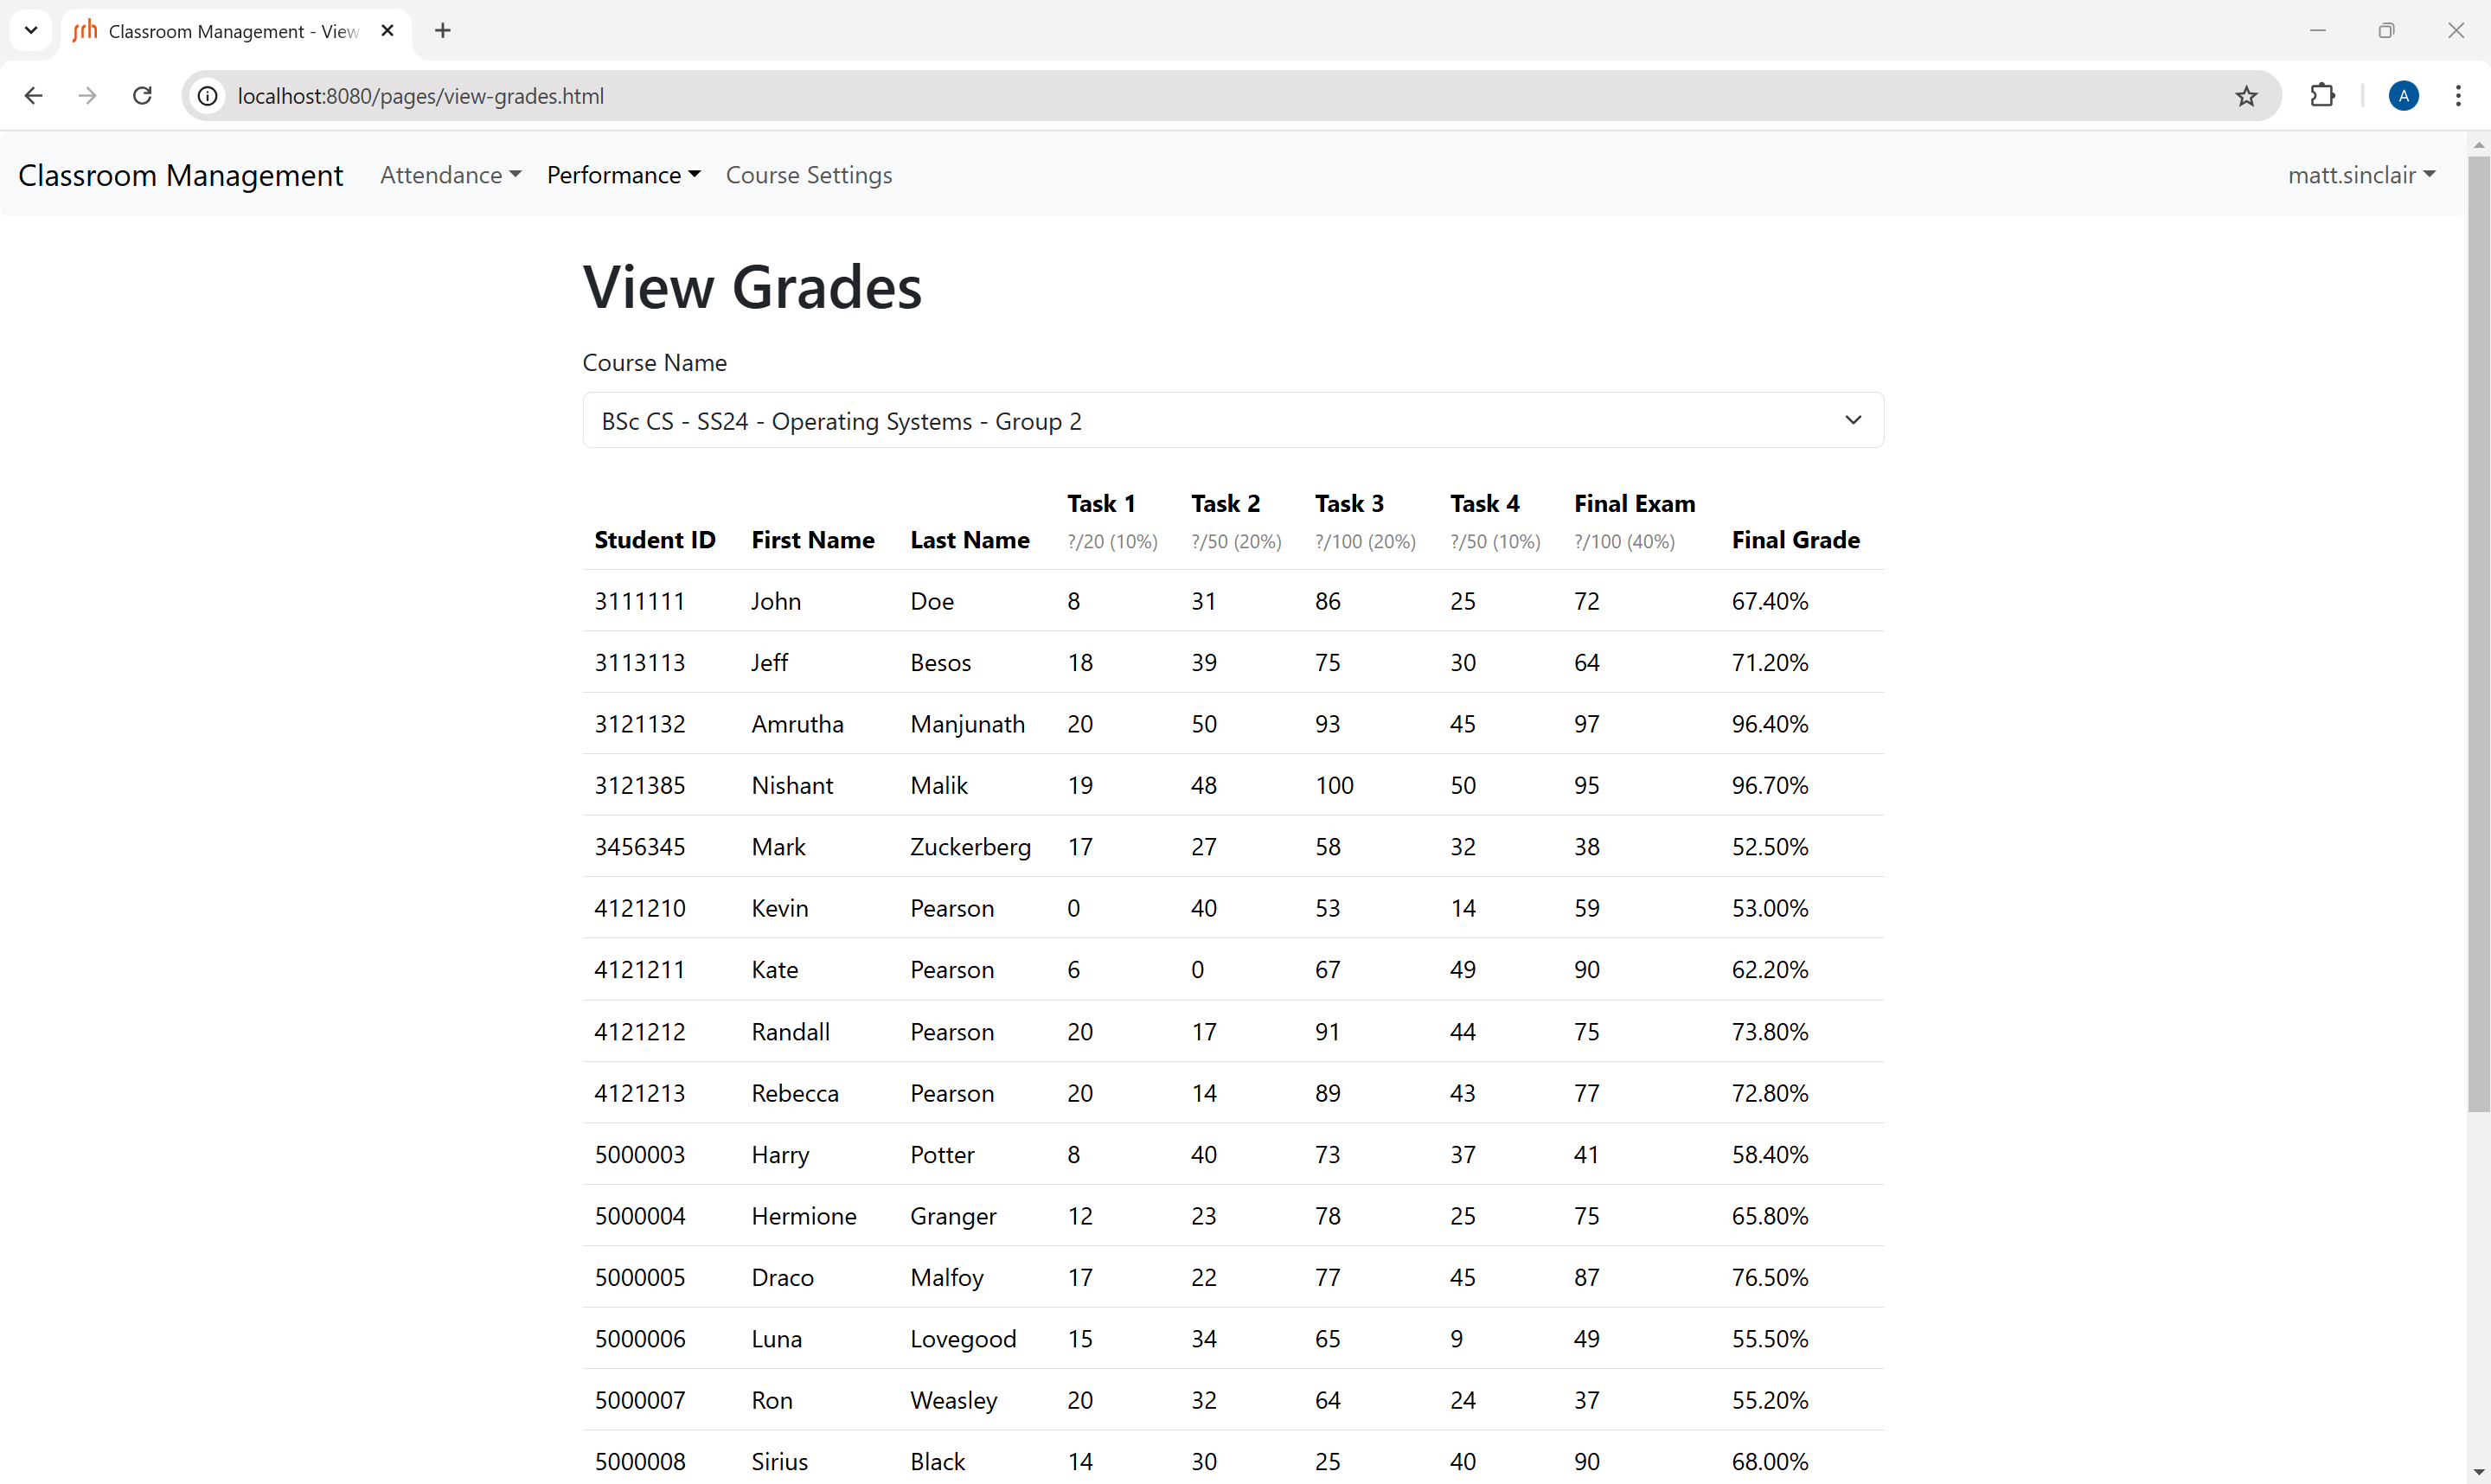 srh Classroom Management - View
localhost:8080/pages/view-grades.html
A
Classroom Management Attendance Performance Course Settings matt.sinclair
View Grades
Course Name
BSc CS - SS24 - Operating Systems - Group 2
Task 1 Task 2 Task 3 Task 4 Final Exam
Student ID First Name Last Name ?/20 (10%) ?/50 (20%) ?/100 (20%) ?/50 (10%) ?/100 (40%) Final Grade
3111111 John Doe 8 31 86 25 72 67.40%
3113113 Jeff Besos 18 39 75 30 64 71.20%
3121132 Amrutha Manjunath 20 50 93 45 97 96.40%
3121385 Nishant Malik 19 48 100 50 95 96.70%
3456345 Mark Zuckerberg 17 27 58 32 38 52.50%
4121210 Kevin Pearson 0 40 53 14 59 53.00%
4121211 Kate Pearson 6 0 67 49 90 62.20%
4121212 Randall Pearson 20 17 91 44 75 73.80%
4121213 Rebecca Pearson 20 14 89 43 77 72.80%
5000003 Harry Potter 8 40 73 37 41 58.40%
5000004 Hermione Granger 12 23 78 25 75 65.80%
5000005 Draco Malfoy 17 22 77 45 87 76.50%
5000006 Luna Lovegood 15 34 65 9 49 55.50%
5000007 Ron Weasley 20 32 64 24 37 55.20%
5000008 Sirius Black 14 30 25 40 90 68.00%